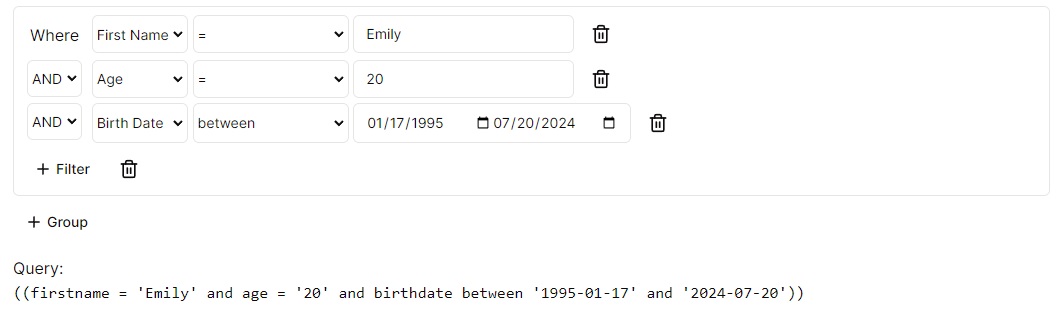 Where First Name = Emily
AND Age = 20
AND Birth Date between 01/17/1995 07/20/2024
+ Filter
+ Group
Query:
((firstname = 'Emily' and age = '20' and birthdate between '1995-01-17' and '2024-07-20'))